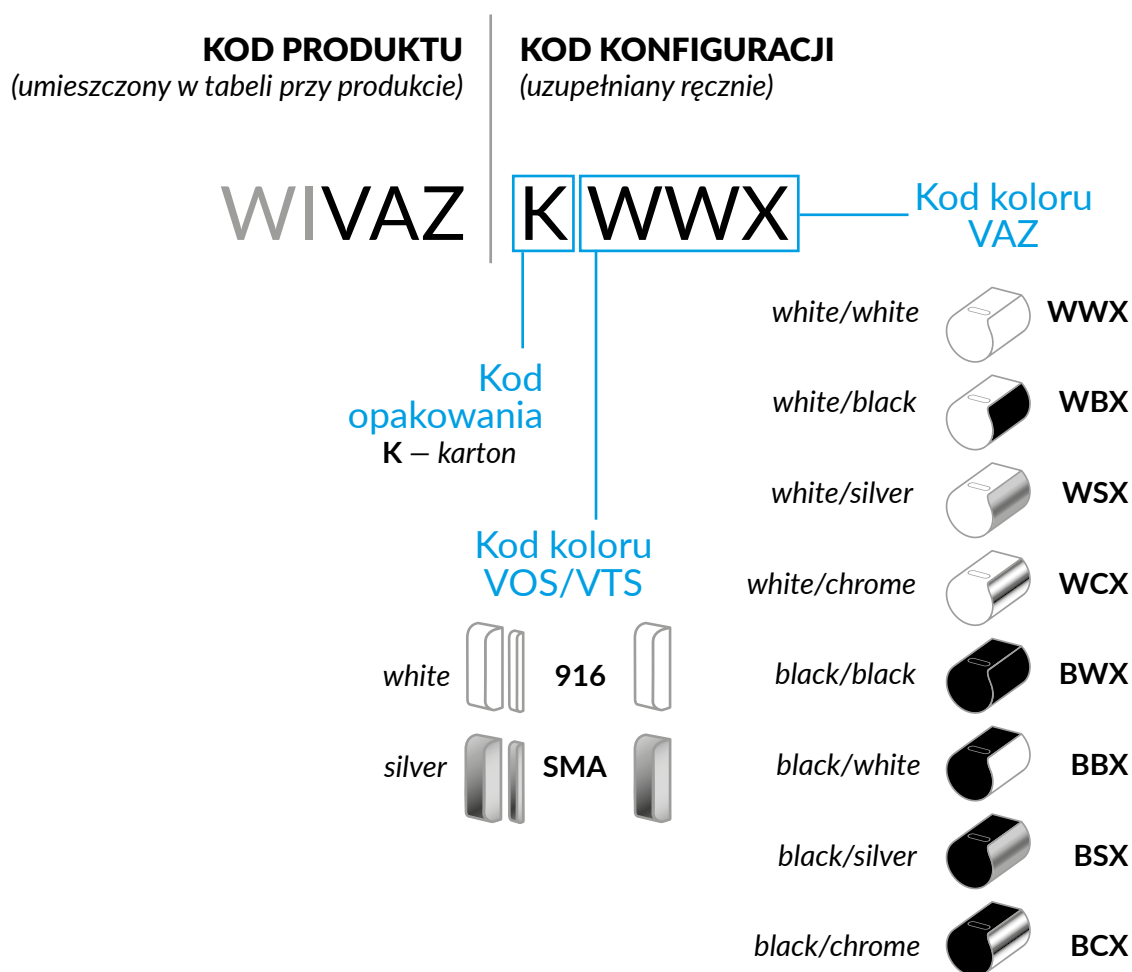 KOD PRODUKTU
(umieszczony w tabeli przy produkcie)
KOD KONFIGURACJI
(uzupełniany ręcznie)
WIVAZ
K WWX
Kod koloru
VAZ
Kod
opakowania
K – karton
Kod koloru
VOS/VTS
white 916
silver SMA
white/white WWX
white/black WBX
white/silver WSX
white/chrome WCX
black/black BWX
black/white BBX
black/silver BSX
black/chrome BCX